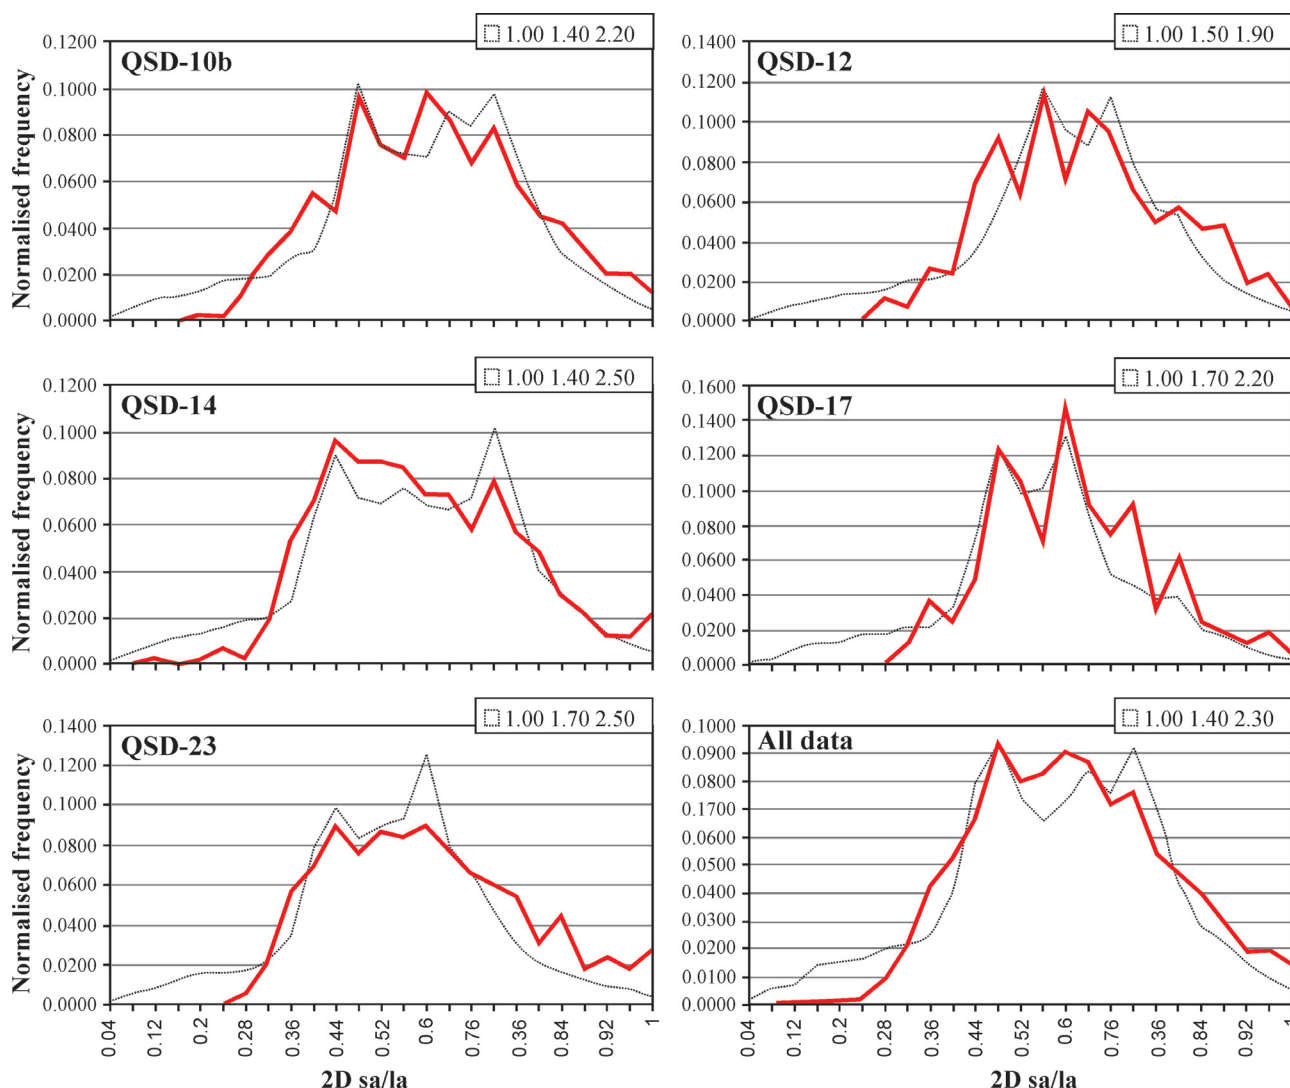 1.00 1.40 2.20
QSD-10b
Normalised frequency
0.1200
0.1000
0.0800
0.0600
0.0400
0.0200
0.0000
1.00 1.50 1.90
QSD-12
0.1400
0.1200
0.1000
0.0800
0.0600
0.0400
0.0200
0.0000
1.00 1.40 2.50
QSD-14
Normalised frequency
0.1200
0.1000
0.0800
0.0600
0.0400
0.0200
0.0000
1.00 1.70 2.20
QSD-17
0.1600
0.1400
0.1200
0.1000
0.0800
0.0600
0.0400
0.0200
0.0000
1.00 1.70 2.50
QSD-23
Normalised frequency
0.1400
0.1200
0.1000
0.0800
0.0600
0.0400
0.0200
0.0000
0.04 0.12 0.2 0.28 0.36 0.44 0.52 0.6 0.76 0.84 0.92 1
2D sa/la
1.00 1.40 2.30
All data
0.1000
0.0900
0.0800
0.1700
0.0600
0.0500
0.0400
0.0300
0.0200
0.0100
0.0000
0.04 0.12 0.2 0.28 0.36 0.44 0.52 0.6 0.76 0.36 0.84 0.92 1
2D sa/la